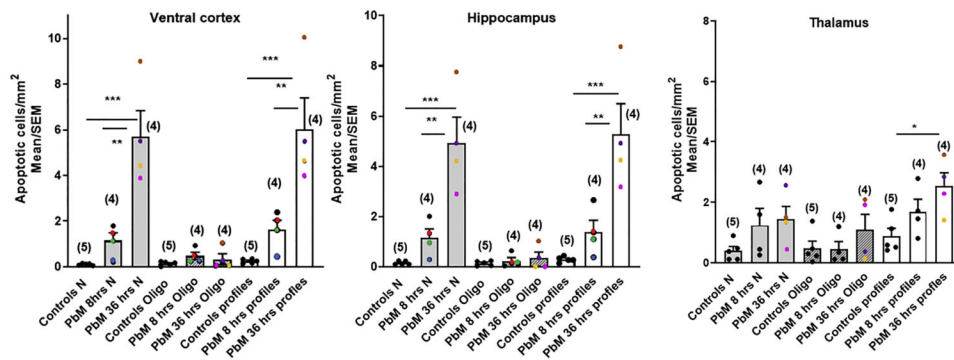 Ventral cortex
Apoptotic cells/mm²
Mean/SEM
10
8
6
4
2
0
(5)
(4)
(4)
(5)
(4)
(4)
(5)
(4)
(4)
***
**
***
**
Controls N
PbM 8hrs N
PbM 36 hrs N
Controls Oligo
PbM 8 hrs Oligo
PbM 36 hrs Oligo
Controls profiles
PbM 8 hrs profiles
PbM 36 hrs profles
Hippocampus
Apoptotic cells/mm²
Mean/SEM
10
8
6
4
2
0
(5)
(4)
(4)
(5)
(4)
(4)
(5)
(4)
(4)
***
**
***
**
Controls N
PbM 8 hrs N
PbM 36 hrs N
Controls Oligo
PbM 8 hrs Oligo
PbM 36 hrs Oligo
Controls profiles
PbM 8 hrs profiles
PbM 36 hrs profles
Thalamus
Apoptotic cells/mm²
Mean/SEM
8
6
4
2
0
(5)
(4)
(4)
(5)
(4)
(4)
(5)
(4)
(4)
*
Controls N
PbM 8 hrs N
PbM 36 hrs N
Controls Oligo
PbM 8 hrs Oligo
PbM 36 hrs Oligo
Controls profiles
PbM 8 hrs profiles
PbM 36 hrs profles